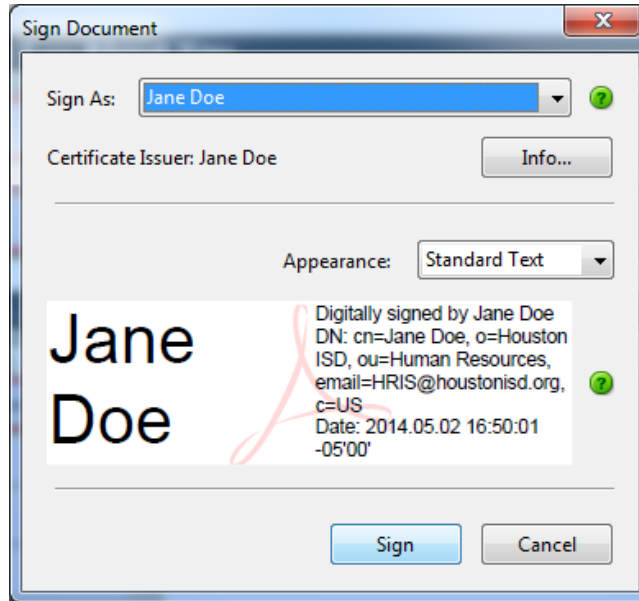 Sign Document
Sign As: Jane Doe
Certificate Issuer: Jane Doe Info...
Appearance: Standard Text
Jane
Doe
Digitally signed by Jane Doe
DN: cn=Jane Doe, o=Houston
ISD, ou=Human Resources,
email=HRIS@houstonisd.org,
c=US
Date: 2014.05.02 16:50:01
-05'00'
Sign Cancel